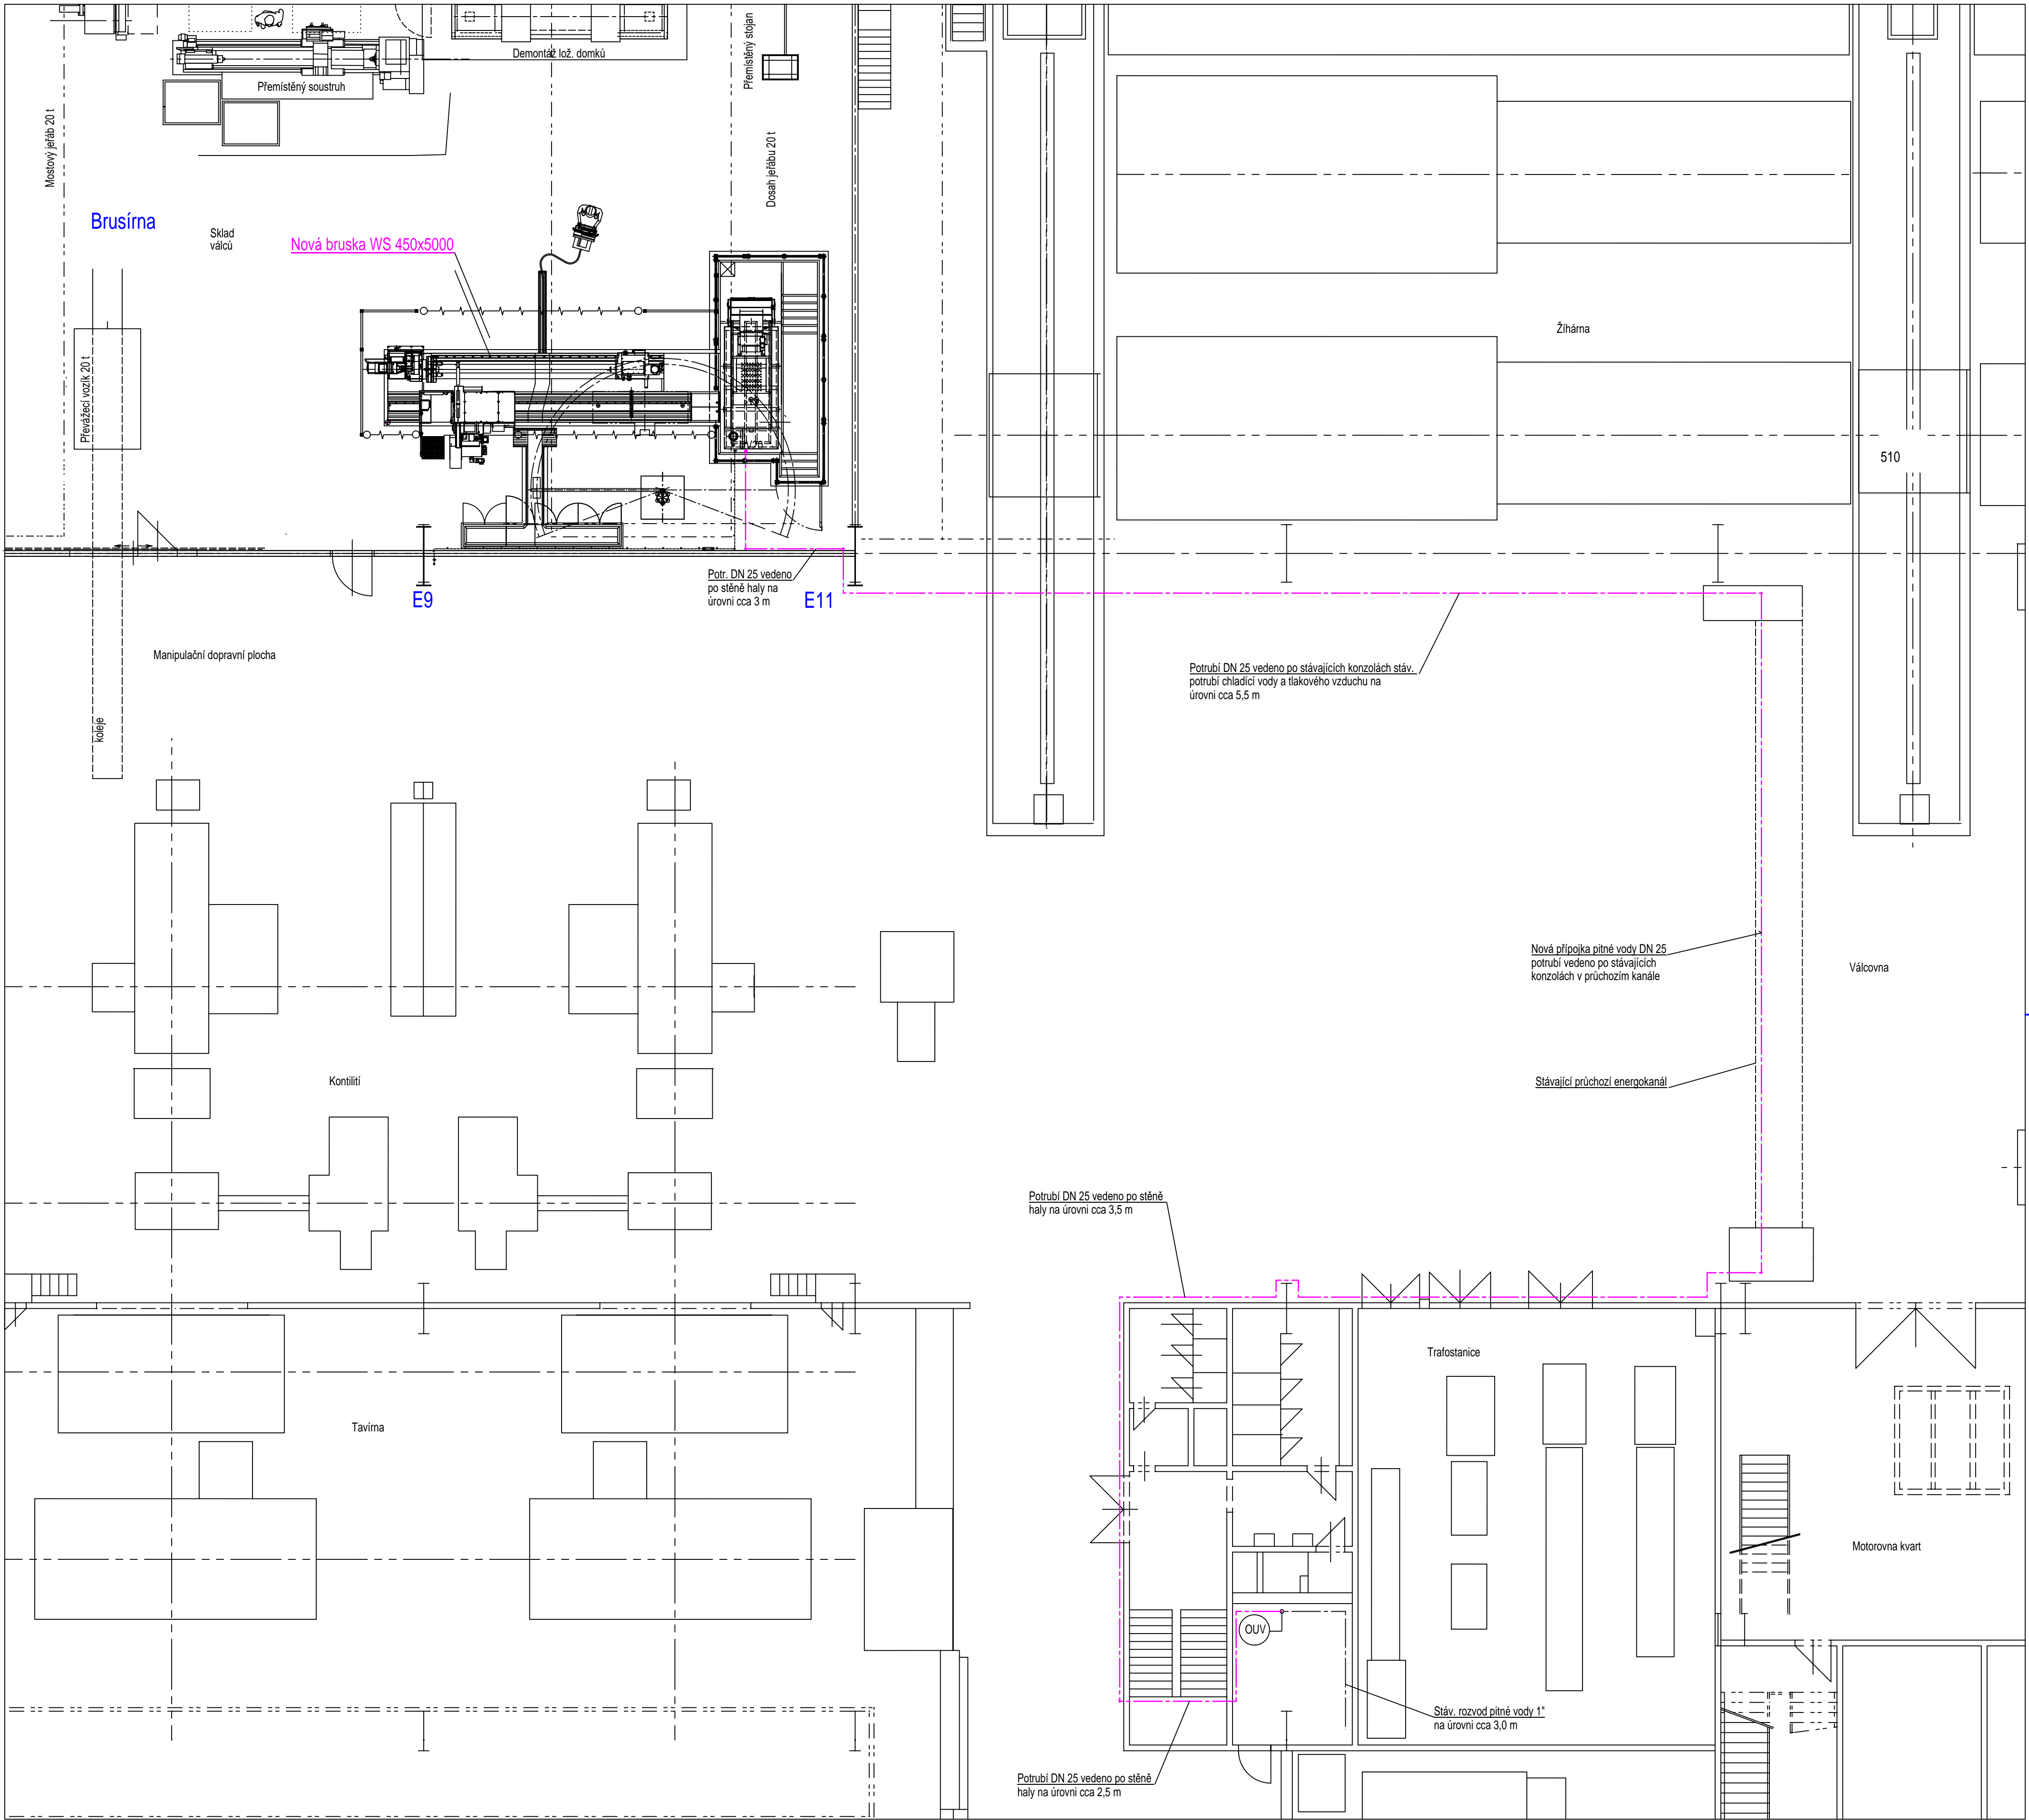 Demontáž lož. domků
Přemístěný stojan
Přemístěný soustruh
Mostový jeřáb 20 t
Dosah jeřábu 20 t
Brusírna
Sklad
válců
Nová bruska WS 450x5000
Převážecí vozík 20 t
Žíhárna
510
Potr. DN 25 vedeno
po stěně haly na
úrovni cca 3 m
E9
E11
Manipulační dopravní plocha
koleje
Potrubí DN 25 vedeno po stávajících konzolách stáv.
potrubí chladící vody a tlakového vzduchu na
úrovni cca 5,5 m
Nová přípojka pitné vody DN 25
potrubí vedeno po stávajících
konzolách v průchozím kanále
Válcovna
Kontilití
Stávající průchozí energokanál
Potrubí DN 25 vedeno po stěně
haly na úrovni cca 3,5 m
Trafostanice
Tavírna
Motorovna kvart
OUV
Stáv. rozvod pitné vody 1"
na úrovni cca 3,0 m
Potrubí DN 25 vedeno po stěně
haly na úrovni cca 2,5 m